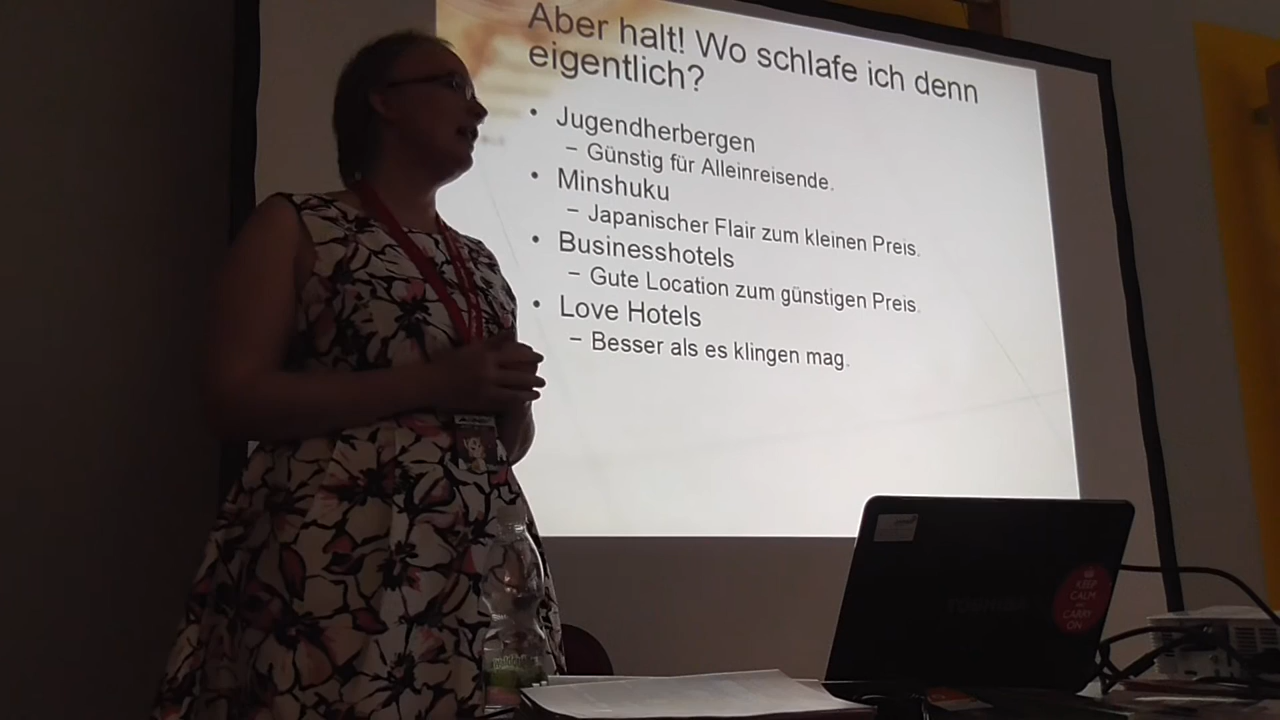 Aber halt! Wo schlafe ich denn
eigentlich?
• Jugendherbergen
– Günstig für Alleinreisende.
• Minshuku
– Japanischer Flair zum kleinen Preis.
• Businesshotels
– Gute Location zum günstigen Preis.
• Love Hotels
– Besser als es klingen mag.
KEEP
CALM
AND
CARRY
ON